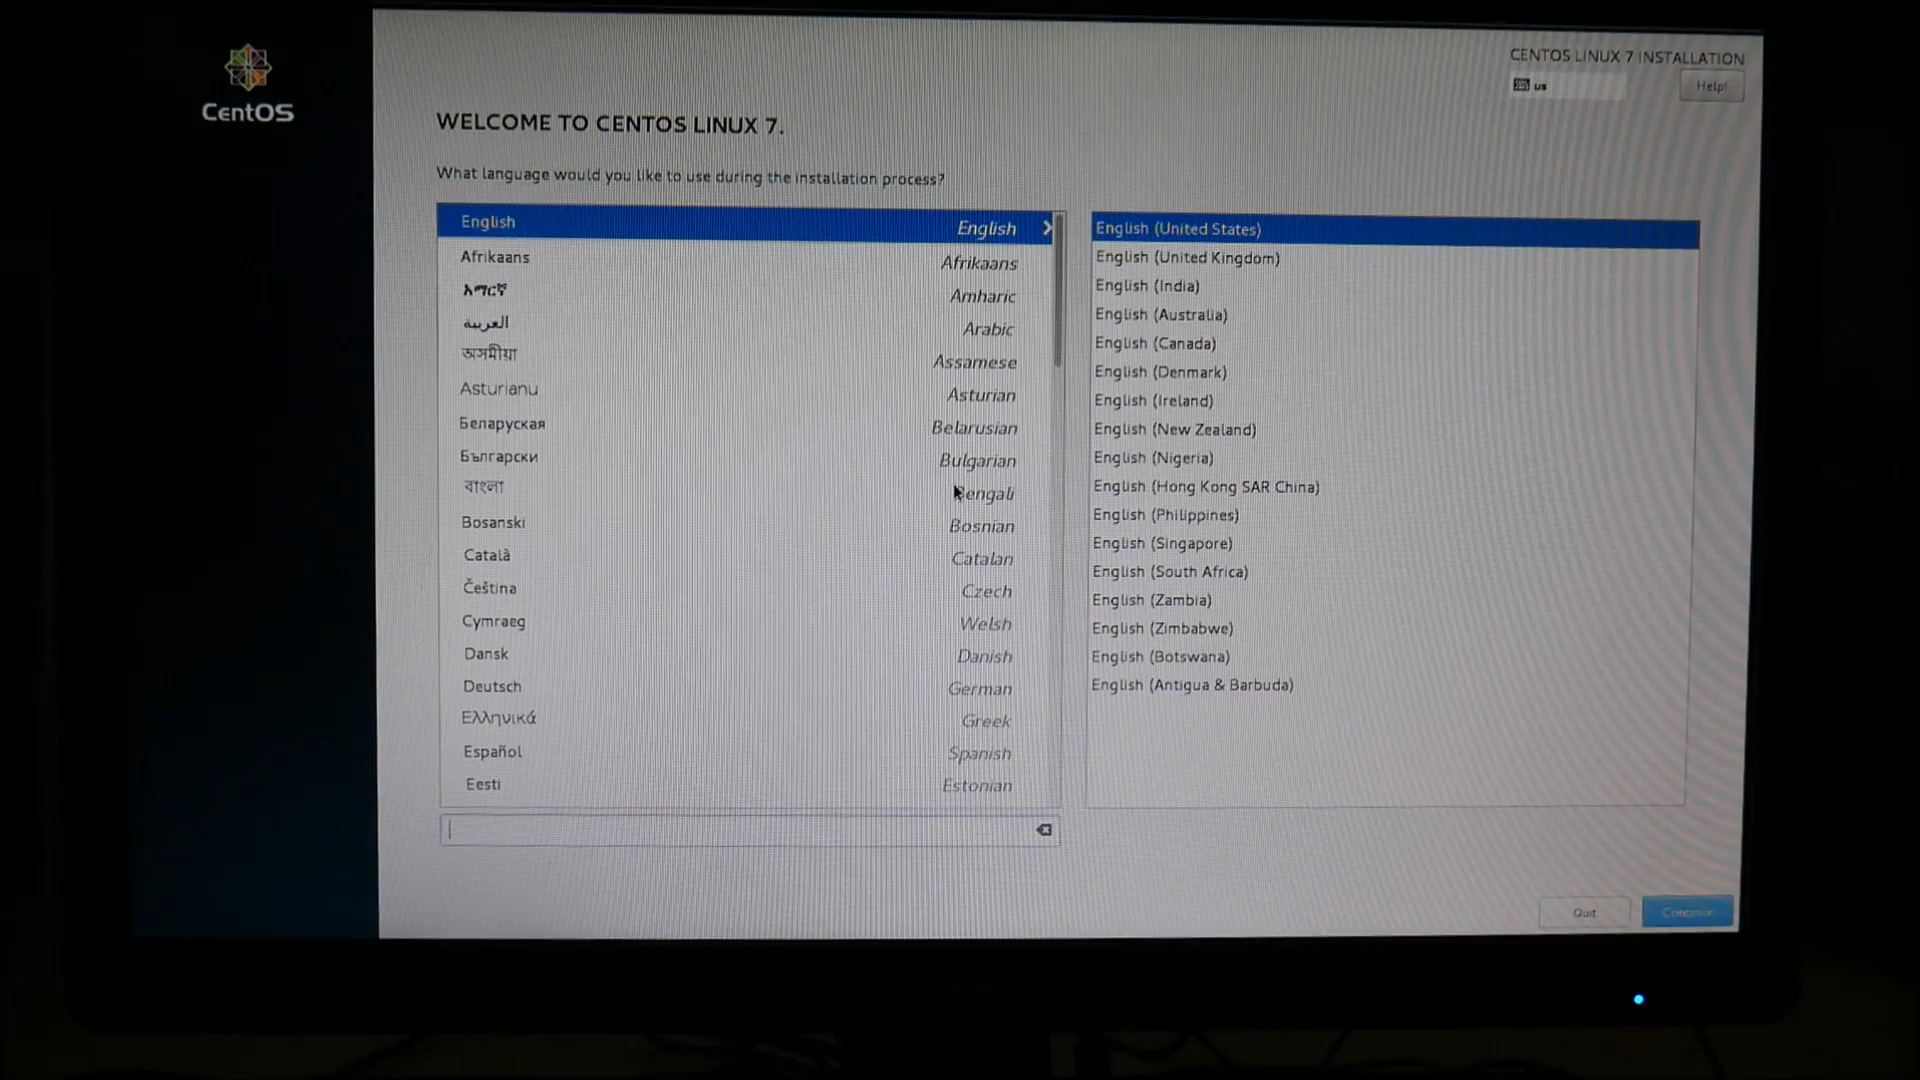 CentOS
CENTOS LINUX 7 INSTALLATION
us
Help!
WELCOME TO CENTOS LINUX 7.
What language would you like to use during the installation process?
English English
Afrikaans Afrikaans
አማርኛ Amharic
العربية Arabic
অসমীয়া Assamese
Asturianu Asturian
Беларуская Belarusian
Български Bulgarian
বাংলা Bengali
Bosanski Bosnian
Català Catalan
Čeština Czech
Cymraeg Welsh
Dansk Danish
Deutsch German
Ελληνικά Greek
Español Spanish
Eesti Estonian
English (United States)
English (United Kingdom)
English (India)
English (Australia)
English (Canada)
English (Denmark)
English (Ireland)
English (New Zealand)
English (Nigeria)
English (Hong Kong SAR China)
English (Philippines)
English (Singapore)
English (South Africa)
English (Zambia)
English (Zimbabwe)
English (Botswana)
English (Antigua & Barbuda)
Quit
Continue